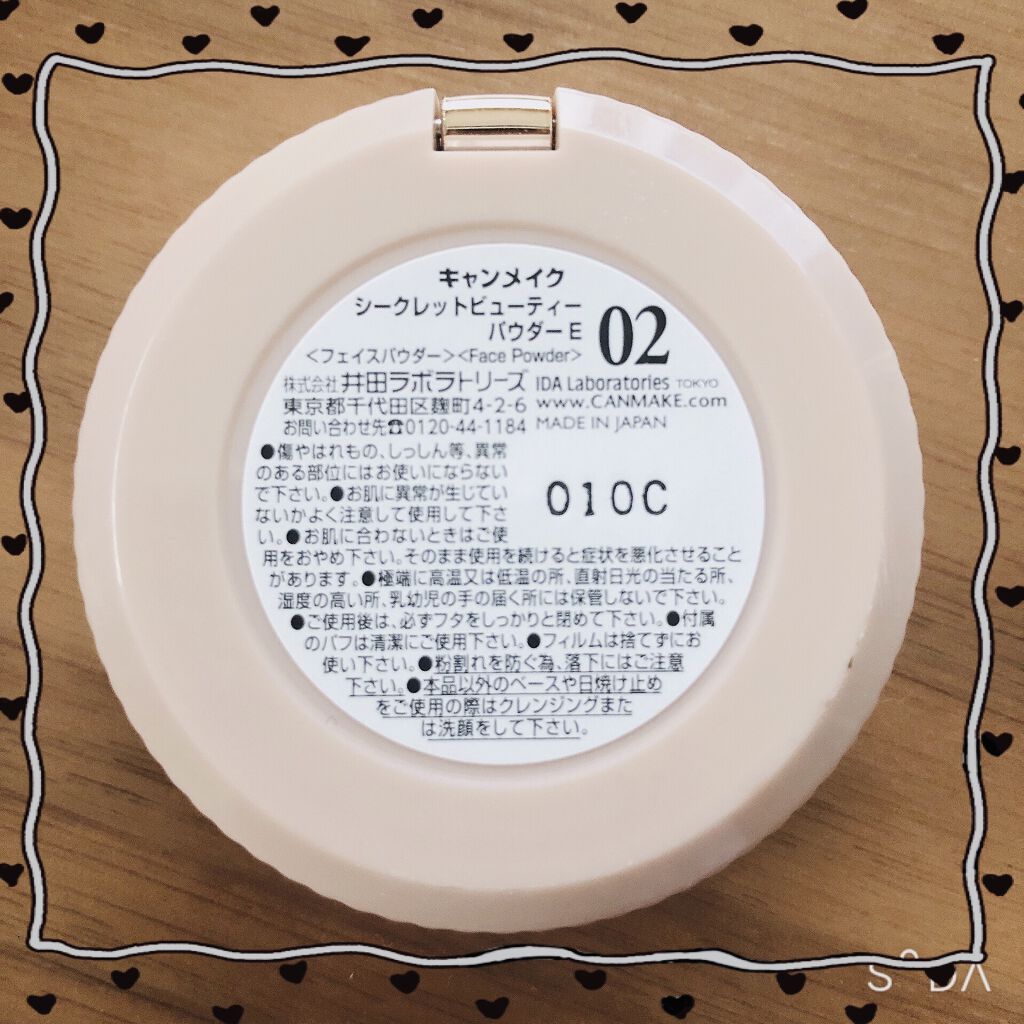 キャンメイク
シークレットビューティー
パウダーE
02
<フェイスパウダー><Face Powder>
株式会社井田ラボラトリーズ IDA Laboratories TOKYO
東京都千代田区麹町4-2-6 www.CANMAKE.com
お問い合わせ先☎0120-44-1184 MADE IN JAPAN
010C
●傷やはれもの、しっしん等、異常
のある部位にはお使いにならない
で下さい。●お肌に異常が生じてい
ないかよく注意して使用して下さ
い。●お肌に合わないときはご使
用をおやめ下さい。そのまま使用を続けると症状を悪化させること
があります。●極端に高温又は低温の所、直射日光の当たる所、
湿度の高い所、乳幼児の手の届く所には保管しないで下さい。
●ご使用後は、必ずフタをしっかりと閉めて下さい。●付属
のパフは清潔にご使用下さい。●フィルムは捨てずにお
使い下さい。●粉割れを防ぐ為、落下にはご注意
下さい。●本品以外のベースや日焼け止め
をご使用の際はクレンジングまた
は洗顔をして下さい。
SODA